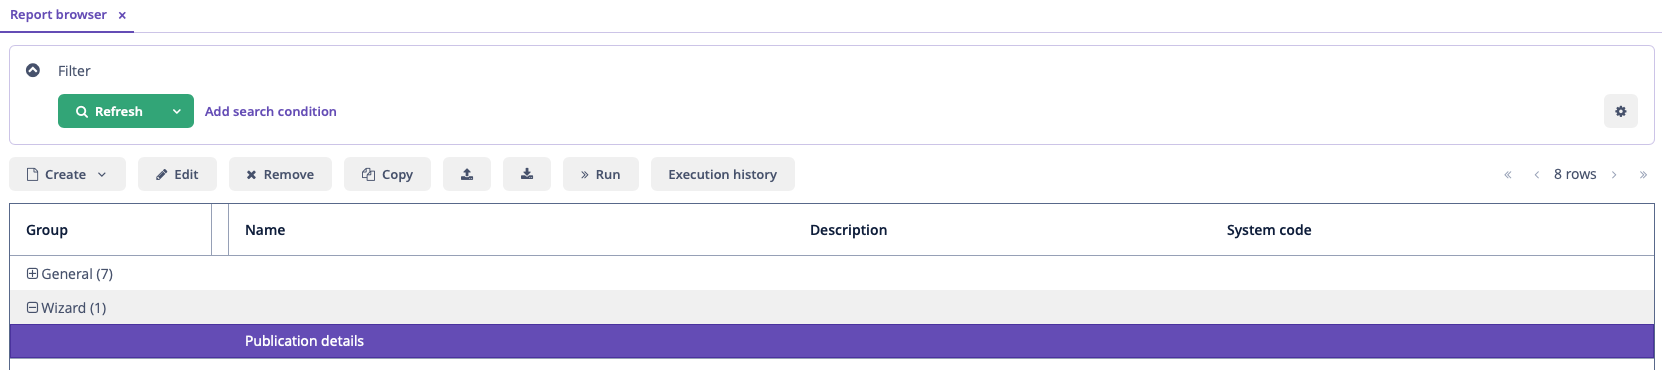 Report browser ×
Filter
Refresh Add search condition
Create Edit Remove Copy Run Execution history « ‹ 8 rows › »
Group Name Description System code
General (7)
Wizard (1)
Publication details